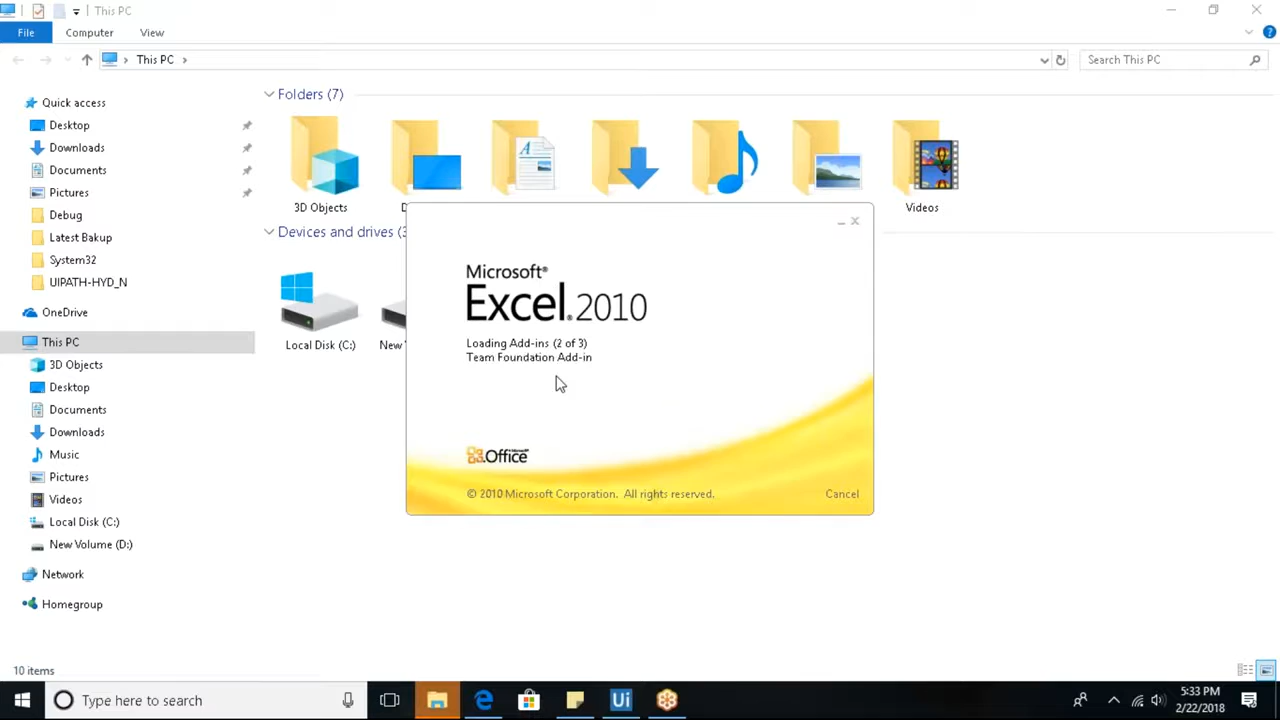 This PC
File
Computer
View
This PC
Search This PC
Quick access
Desktop
Downloads
Documents
Pictures
Debug
Latest Bakup
System32
UIPATH-HYD_N
OneDrive
This PC
3D Objects
Desktop
Documents
Downloads
Music
Pictures
Videos
Local Disk (C:)
New Volume (D:)
Network
Homegroup
Folders (7)
3D Objects
Videos
Devices and drives (3
Local Disk (C:)
New
Microsoft®
Excel®2010
Loading Add-ins (2 of 3)
Team Foundation Add-in
Office
© 2010 Microsoft Corporation. All rights reserved.
Cancel
10 items
Type here to search
Ui
5:33 PM
2/22/2018